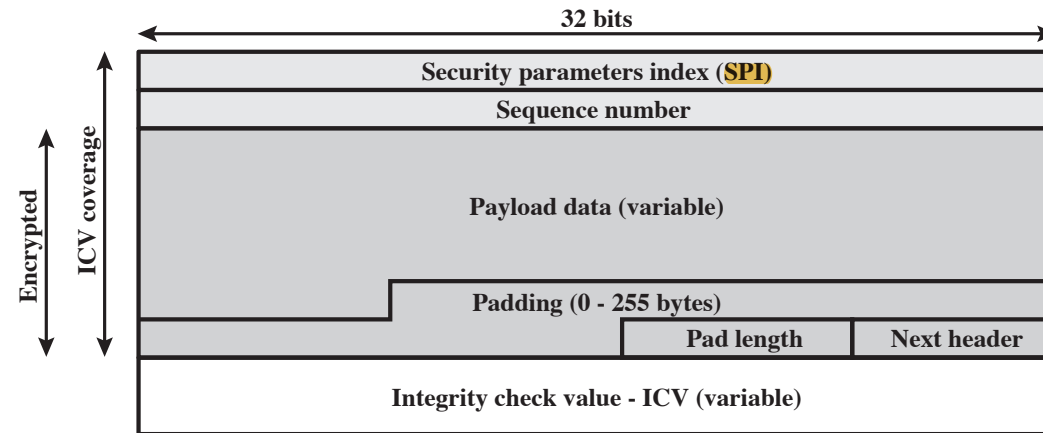 32 bits
Security parameters index (SPI)
Sequence number
Encrypted
ICV coverage
Payload data (variable)
Padding (0 - 255 bytes)
Pad length
Next header
Integrity check value - ICV (variable)